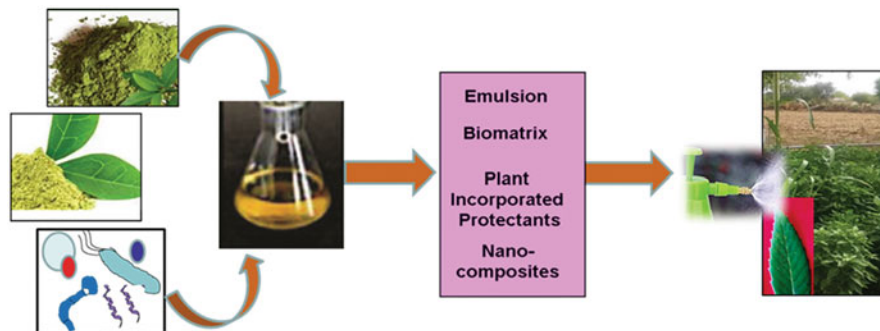 Emulsion
Biomatrix
Plant
Incorporated
Protectants
Nano-
composites